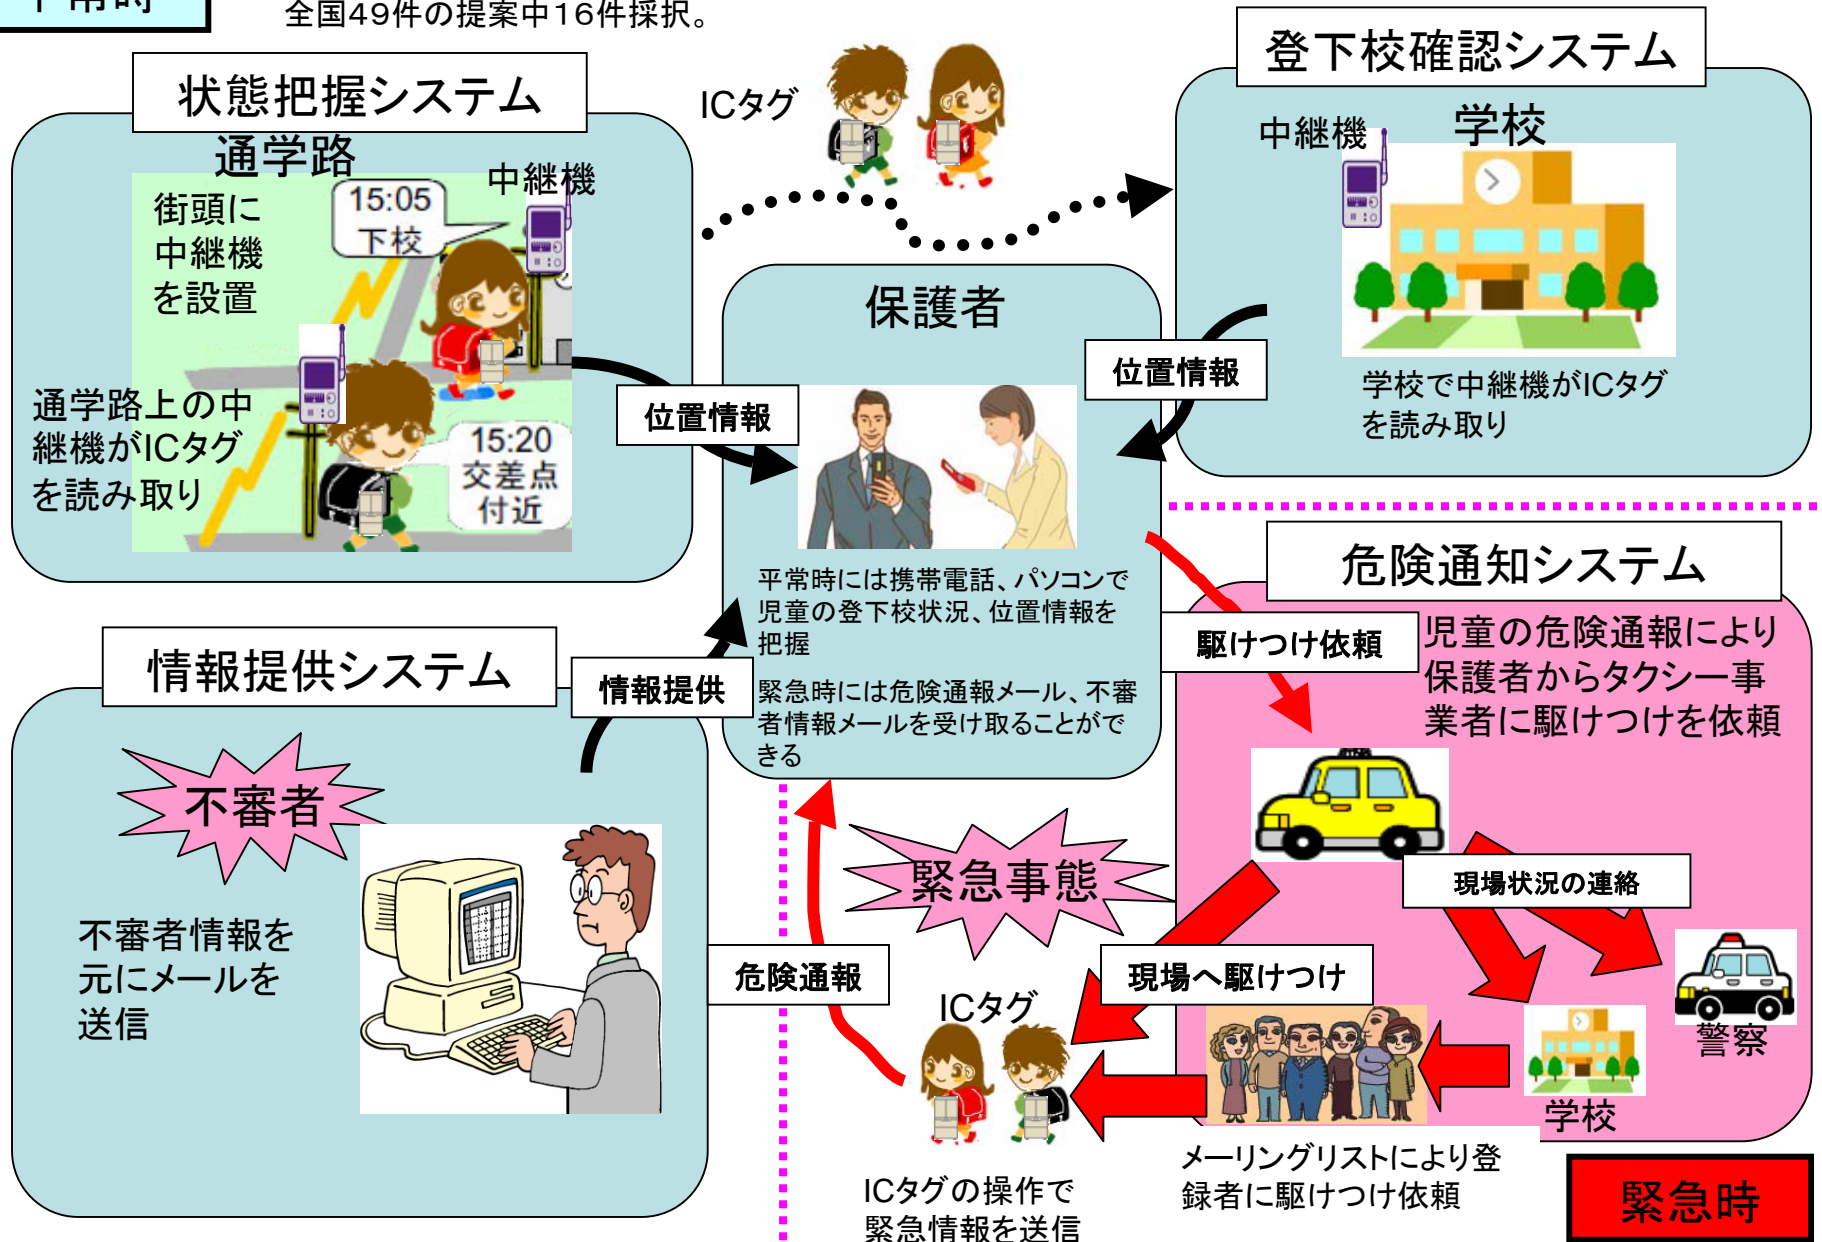 全国49件の提案中16件採択。
状態把握システム
通学路
街頭に
中継機
を設置
中継機
15:05
下校
通学路上の中
継機がICタグ
を読み取り
15:20
交差点
付近
ICタグ
登下校確認システム
中継機
学校
学校で中継機がICタグ
を読み取り
位置情報
位置情報
保護者
平常時には携帯電話、パソコンで
児童の登下校状況、位置情報を
把握
緊急時には危険通報メール、不審
者情報メールを受け取ることがで
きる
情報提供システム
情報提供
不審者
不審者情報を
元にメールを
送信
危険通知システム
駆けつけ依頼
児童の危険通報により
保護者からタクシー事
業者に駆けつけを依頼
緊急事態
現場状況の連絡
危険通報
現場へ駆けつけ
ICタグ
警察
学校
メーリングリストにより登
録者に駆けつけ依頼
ICタグの操作で
緊急情報を送信
緊急時